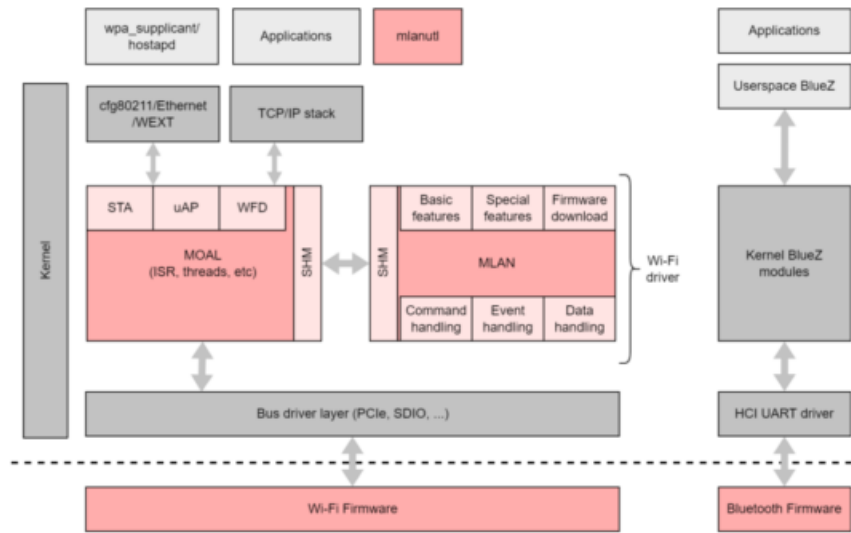 wpa_supplicant/
hostapd
Applications
mlanutl
Applications
Userspace BlueZ
cfg80211/Ethernet
/WEXT
TCP/IP stack
Kernel
STA
uAP
WFD
MOAL
(ISR, threads, etc)
SHM
SHM
Basic
features
Special
features
Firmware
download
MLAN
Command
handling
Event
handling
Data
handling
Wi-Fi
driver
Kernel BlueZ
modules
Bus driver layer (PCIe, SDIO, ...)
HCI UART driver
Wi-Fi Firmware
Bluetooth Firmware